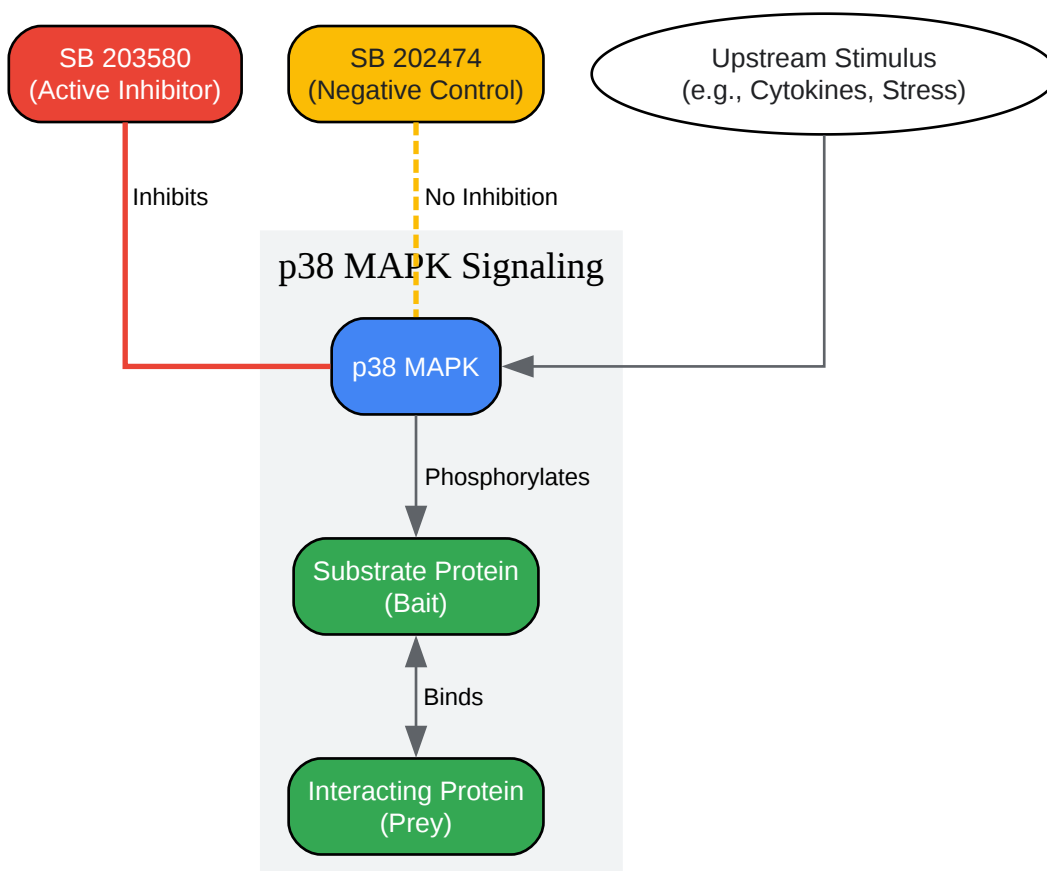 SB 203580
(Active Inhibitor)
SB 202474
(Negative Control)
Upstream Stimulus
(e.g., Cytokines, Stress)
Inhibits
No Inhibition
p38 MAPK Signaling
p38 MAPK
Phosphorylates
Substrate Protein
(Bait)
Binds
Interacting Protein
(Prey)